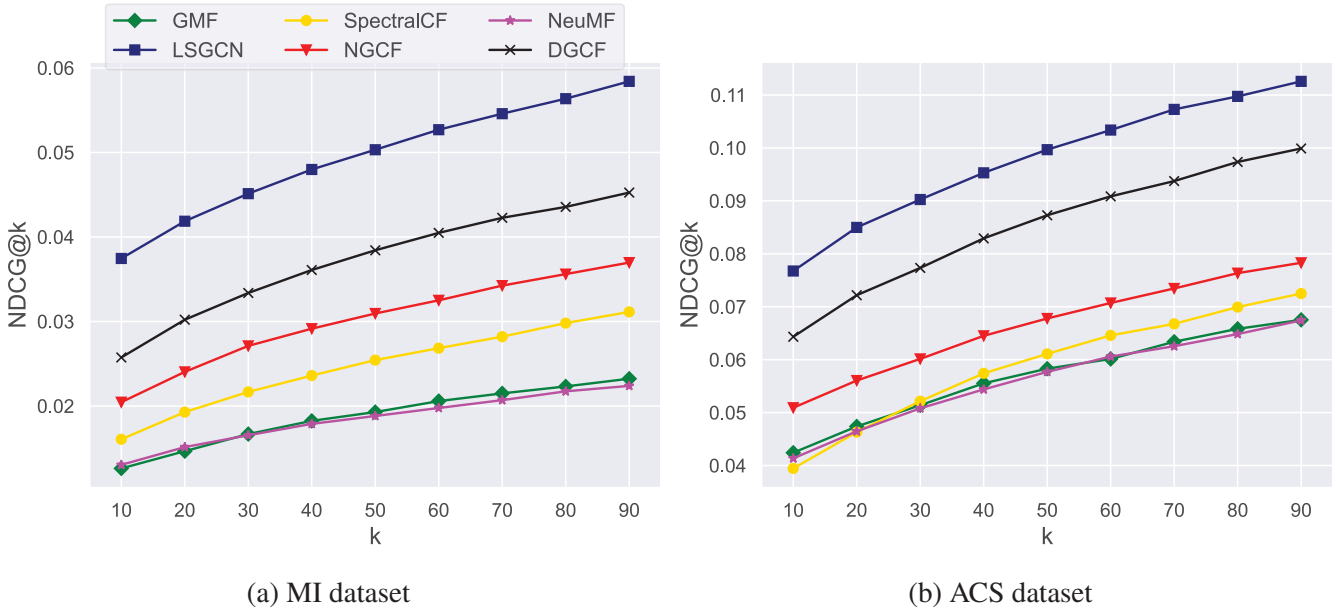 GMF SpectralCF NeuMF
LSGCN NGCF DGCF
0.06
0.05
0.04
0.03
0.02
NDCG@k
10 20 30 40 50 60 70 80 90
k
(a) MI dataset
0.11
0.10
0.09
0.08
0.07
0.06
0.05
0.04
NDCG@k
10 20 30 40 50 60 70 80 90
k
(b) ACS dataset